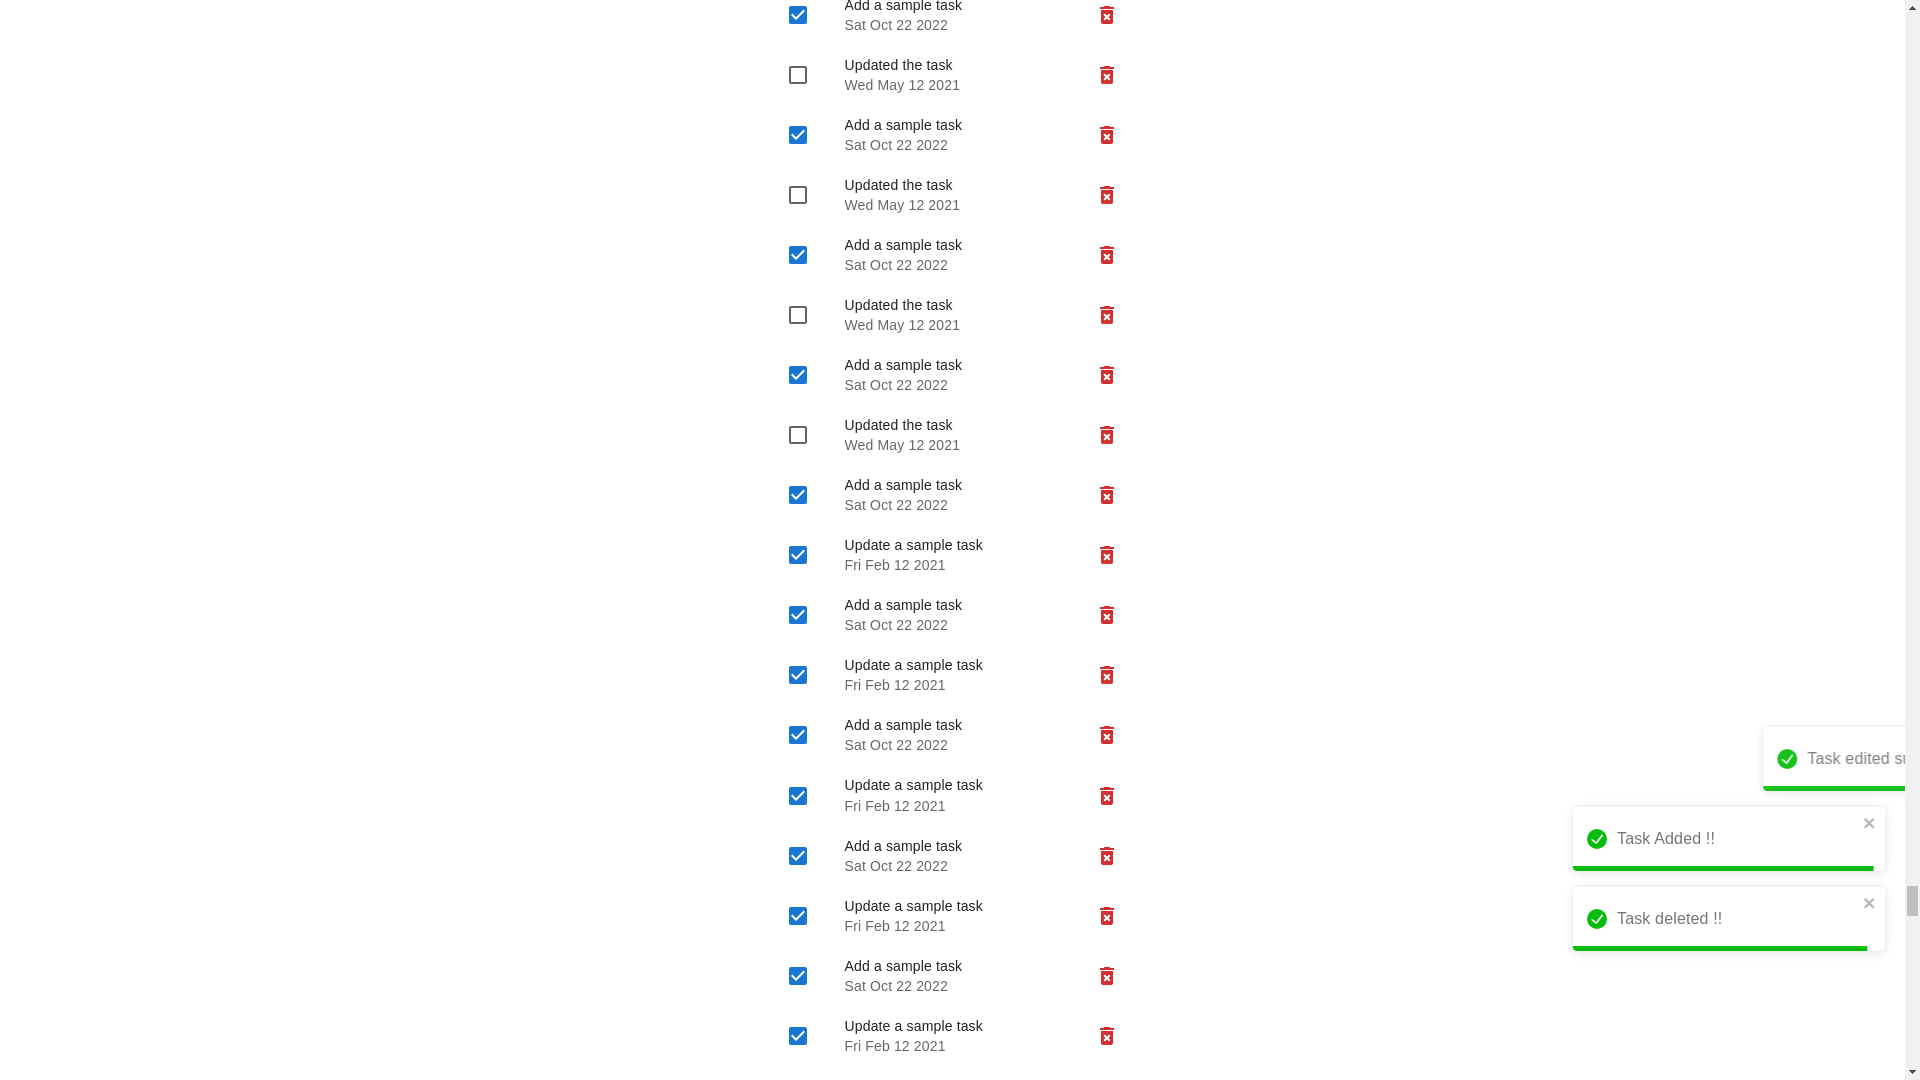 Add a sample task
Sat Oct 22 2022
Updated the task
Wed May 12 2021
Add a sample task
Sat Oct 22 2022
Updated the task
Wed May 12 2021
Add a sample task
Sat Oct 22 2022
Updated the task
Wed May 12 2021
Add a sample task
Sat Oct 22 2022
Updated the task
Wed May 12 2021
Add a sample task
Sat Oct 22 2022
Update a sample task
Fri Feb 12 2021
Add a sample task
Sat Oct 22 2022
Update a sample task
Fri Feb 12 2021
Add a sample task
Sat Oct 22 2022
Update a sample task
Fri Feb 12 2021
Add a sample task
Sat Oct 22 2022
Update a sample task
Fri Feb 12 2021
Add a sample task
Sat Oct 22 2022
Update a sample task
Fri Feb 12 2021
Task edited
Task Added !!
Task deleted !!